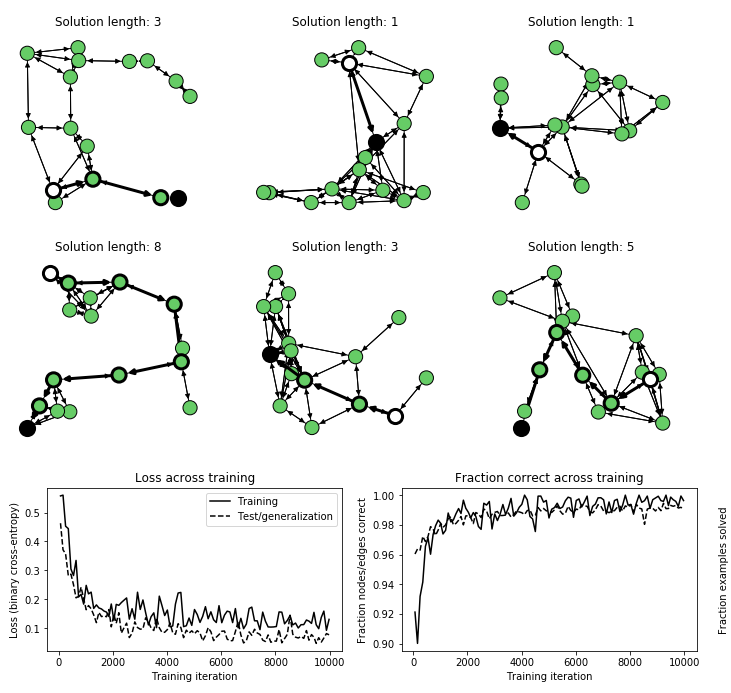 Solution length: 3
Solution length: 1
Solution length: 1
Solution length: 8
Solution length: 3
Solution length: 5
Loss across training
Loss (binary cross-entropy)
0.5
0.4
0.3
0.2
0.1
Training
Test/generalization
0 2000 4000 6000 8000 10000
Training iteration
Fraction correct across training
Fraction nodes/edges correct
1.00
0.98
0.96
0.94
0.92
0.90
0 2000 4000 6000 8000 10000
Training iteration
Fraction examples solved